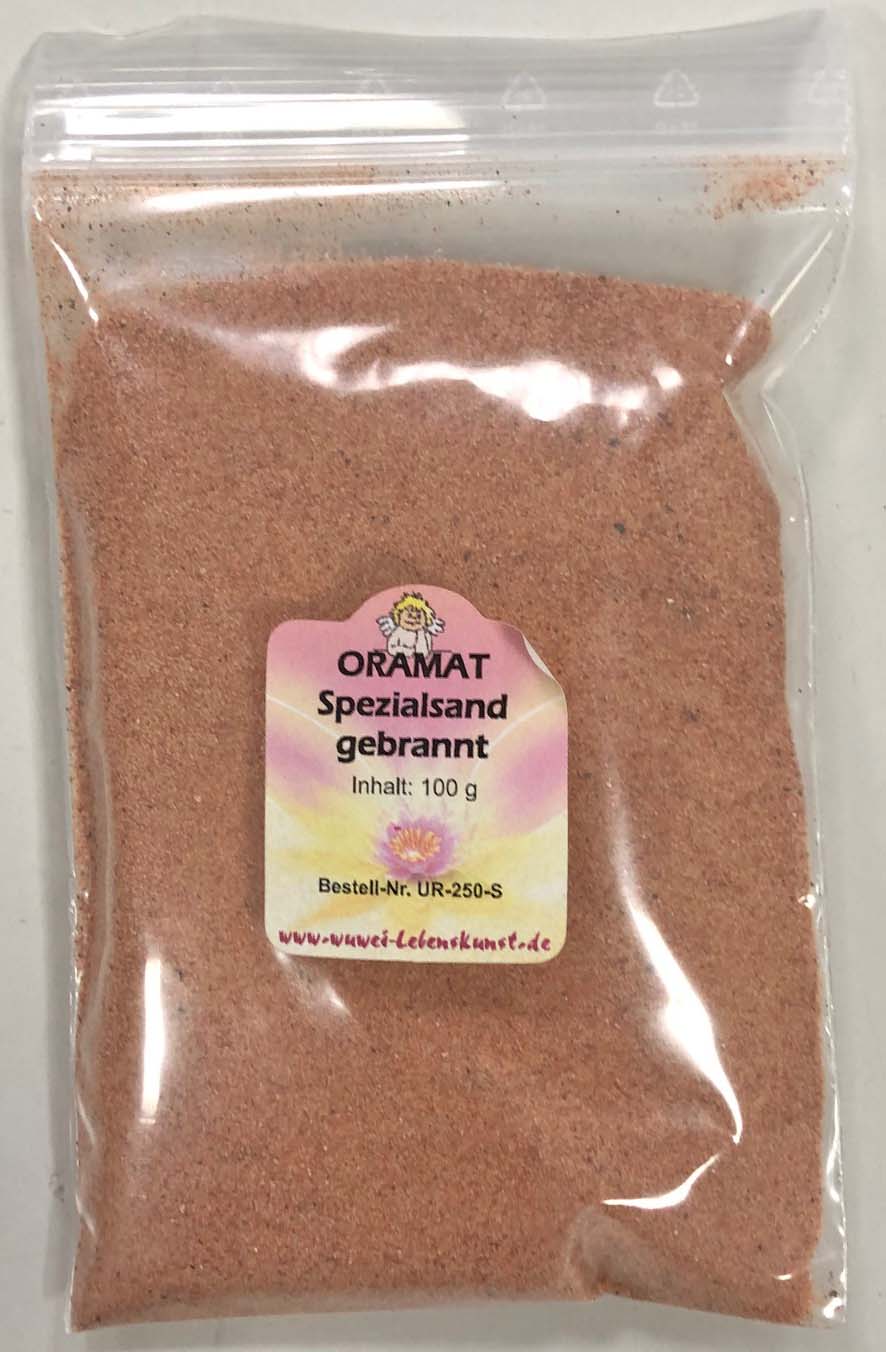 ORAMAT
Spezialsand
gebrannt
Inhalt: 100 g
Bestell-Nr. UR-250-S
www.wuwei-Lebenskunst.de